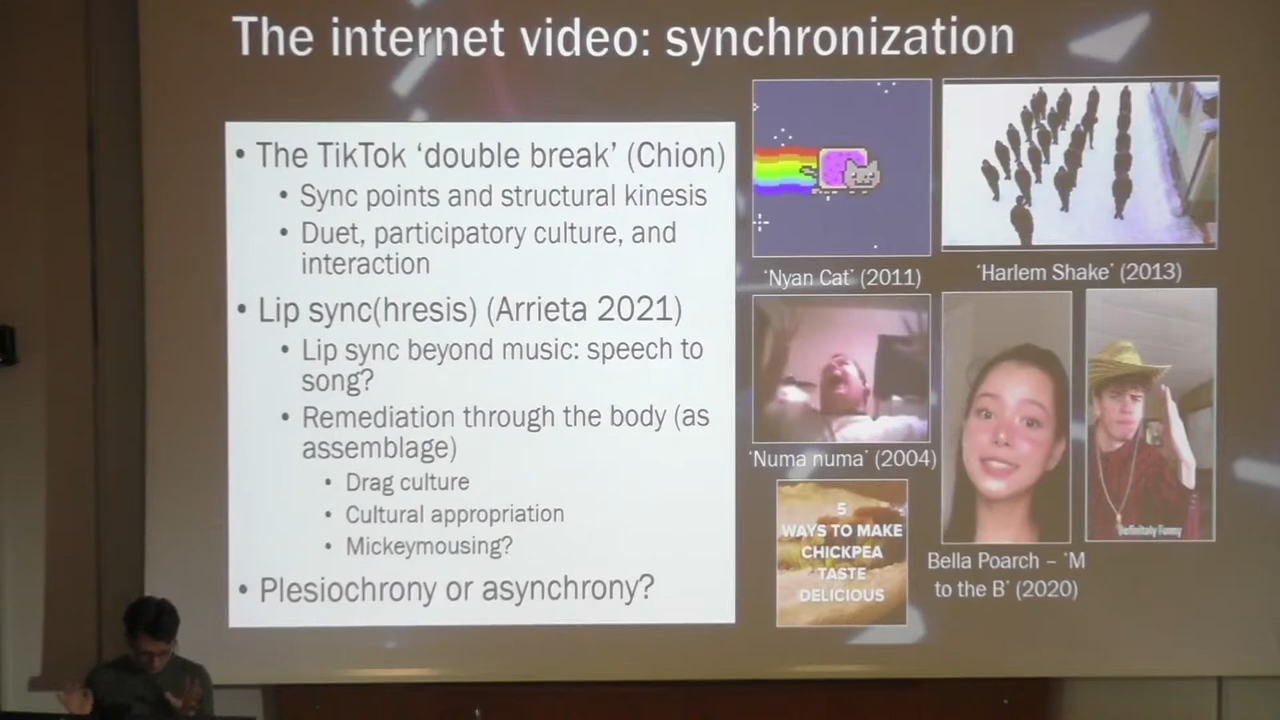 The internet video: synchronization
• The TikTok ‘double break’ (Chion)
• Sync points and structural kinesis
• Duet, participatory culture, and
interaction
• Lip sync(hresis) (Arrieta 2021)
• Lip sync beyond music: speech to
song?
• Remediation through the body (as
assemblage)
• Drag culture
• Cultural appropriation
• Mickeymousing?
• Plesiochrony or asynchrony?
‘Nyan Cat’ (2011)
‘Harlem Shake’ (2013)
‘Numa numa’ (2004)
5
WAYS TO MAKE
CHICKPEA
TASTE
DELICIOUS
Definitely Funny
Bella Poarch – ‘M
to the B’ (2020)